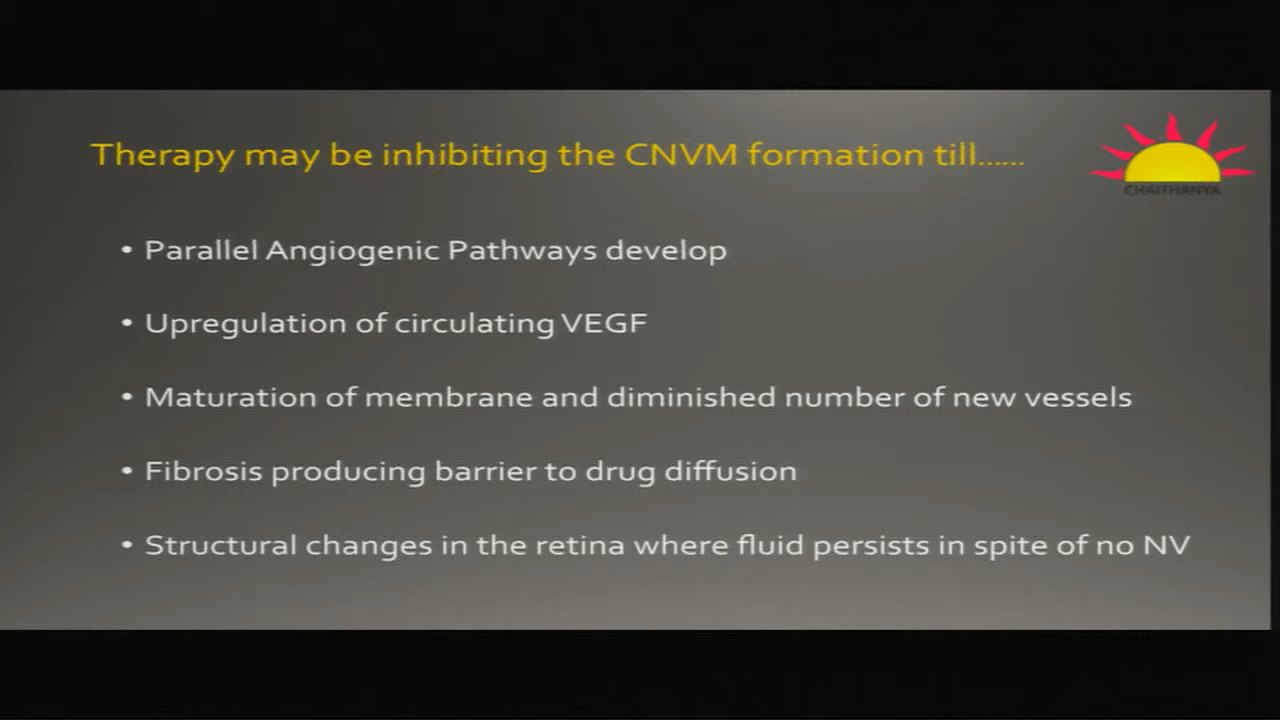 Therapy may be inhibiting the CNVM formation till......
CHAITHANYA
• Parallel Angiogenic Pathways develop
• Upregulation of circulating VEGF
• Maturation of membrane and diminished number of new vessels
• Fibrosis producing barrier to drug diffusion
• Structural changes in the retina where fluid persists in spite of no NV